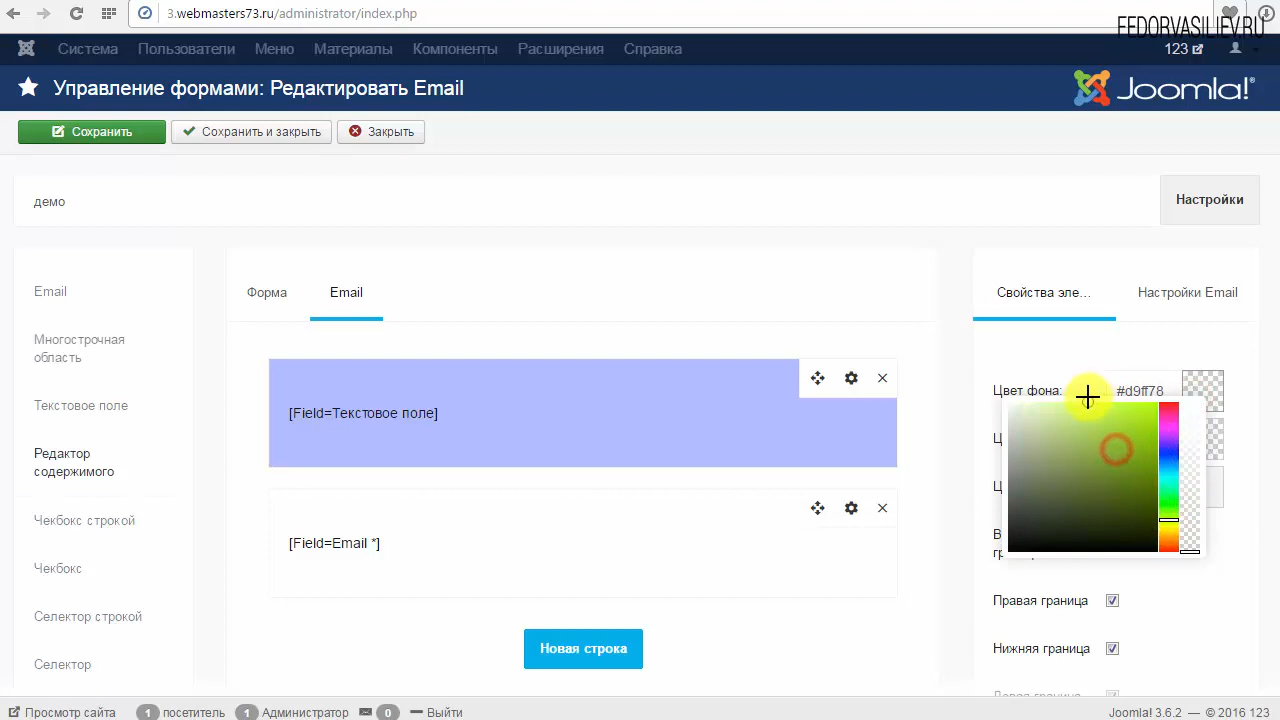 3.webmasters73.ru/administrator/index.php
FEDORVASILIEV.RU
Система Пользователи Меню Материалы Компоненты Расширения Справка 123
Управление формами: Редактировать Email
Joomla!®
Сохранить Сохранить и закрыть Закрыть
демо
Настройки
Email
Многострочная
область
Текстовое поле
Редактор
содержимого
Чекбокс строкой
Чекбокс
Селектор строкой
Селектор
Форма Email
[Field=Текстовое поле]
[Field=Email *]
Новая строка
Свойства эле... Настройки Email
Цвет фона: #d9ff78
Правая граница
Нижняя граница
Левая граница
Просмотр сайта 1 посетитель 1 Администратор 0 Выйти
Joomla! 3.6.2 — © 2016 123